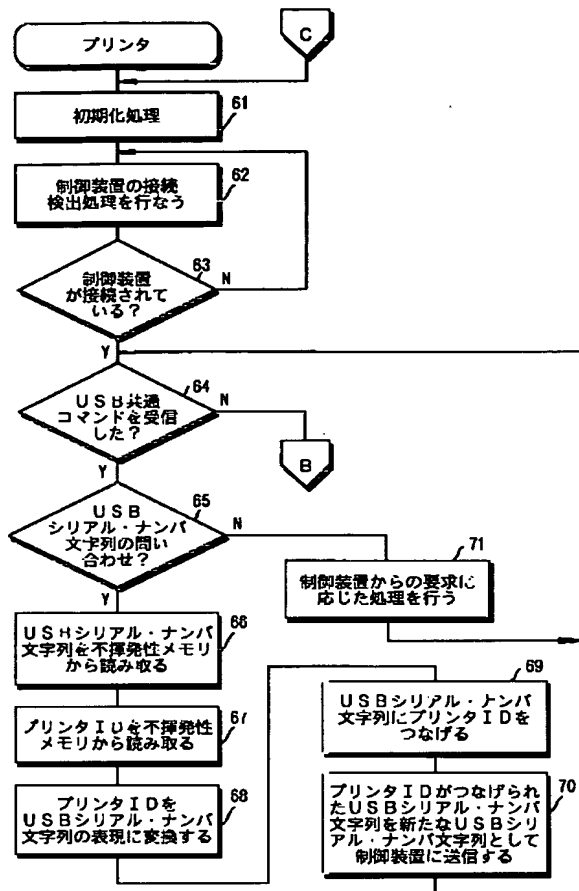 プリンタ
C
初期化処理
61
制御装置の接続
検出処理を行なう
62
制御装置
が接続されて
いる?
63
N
Y
USB共通
コマンドを受信
した?
64
N
B
Y
USB
シリアル・ナンバ
文字列の問い
合わせ?
65
N
制御装置からの要求に
応じた処理を行う
71
Y
USBシリアル・ナンバ
文字列を不揮発性メモリ
から読み取る
66
プリンタIDを不揮発性
メモリから読み取る
67
プリンタIDを
USBシリアル・ナンバ
文字列の表現に変換する
68
USBシリアル・ナンバ
文字列にプリンタIDを
つなげる
69
プリンタIDがつなげられ
たUSBシリアル・ナンバ
文字列を新たなUSBシリ
アル・ナンバ文字列として
制御装置に送信する
70